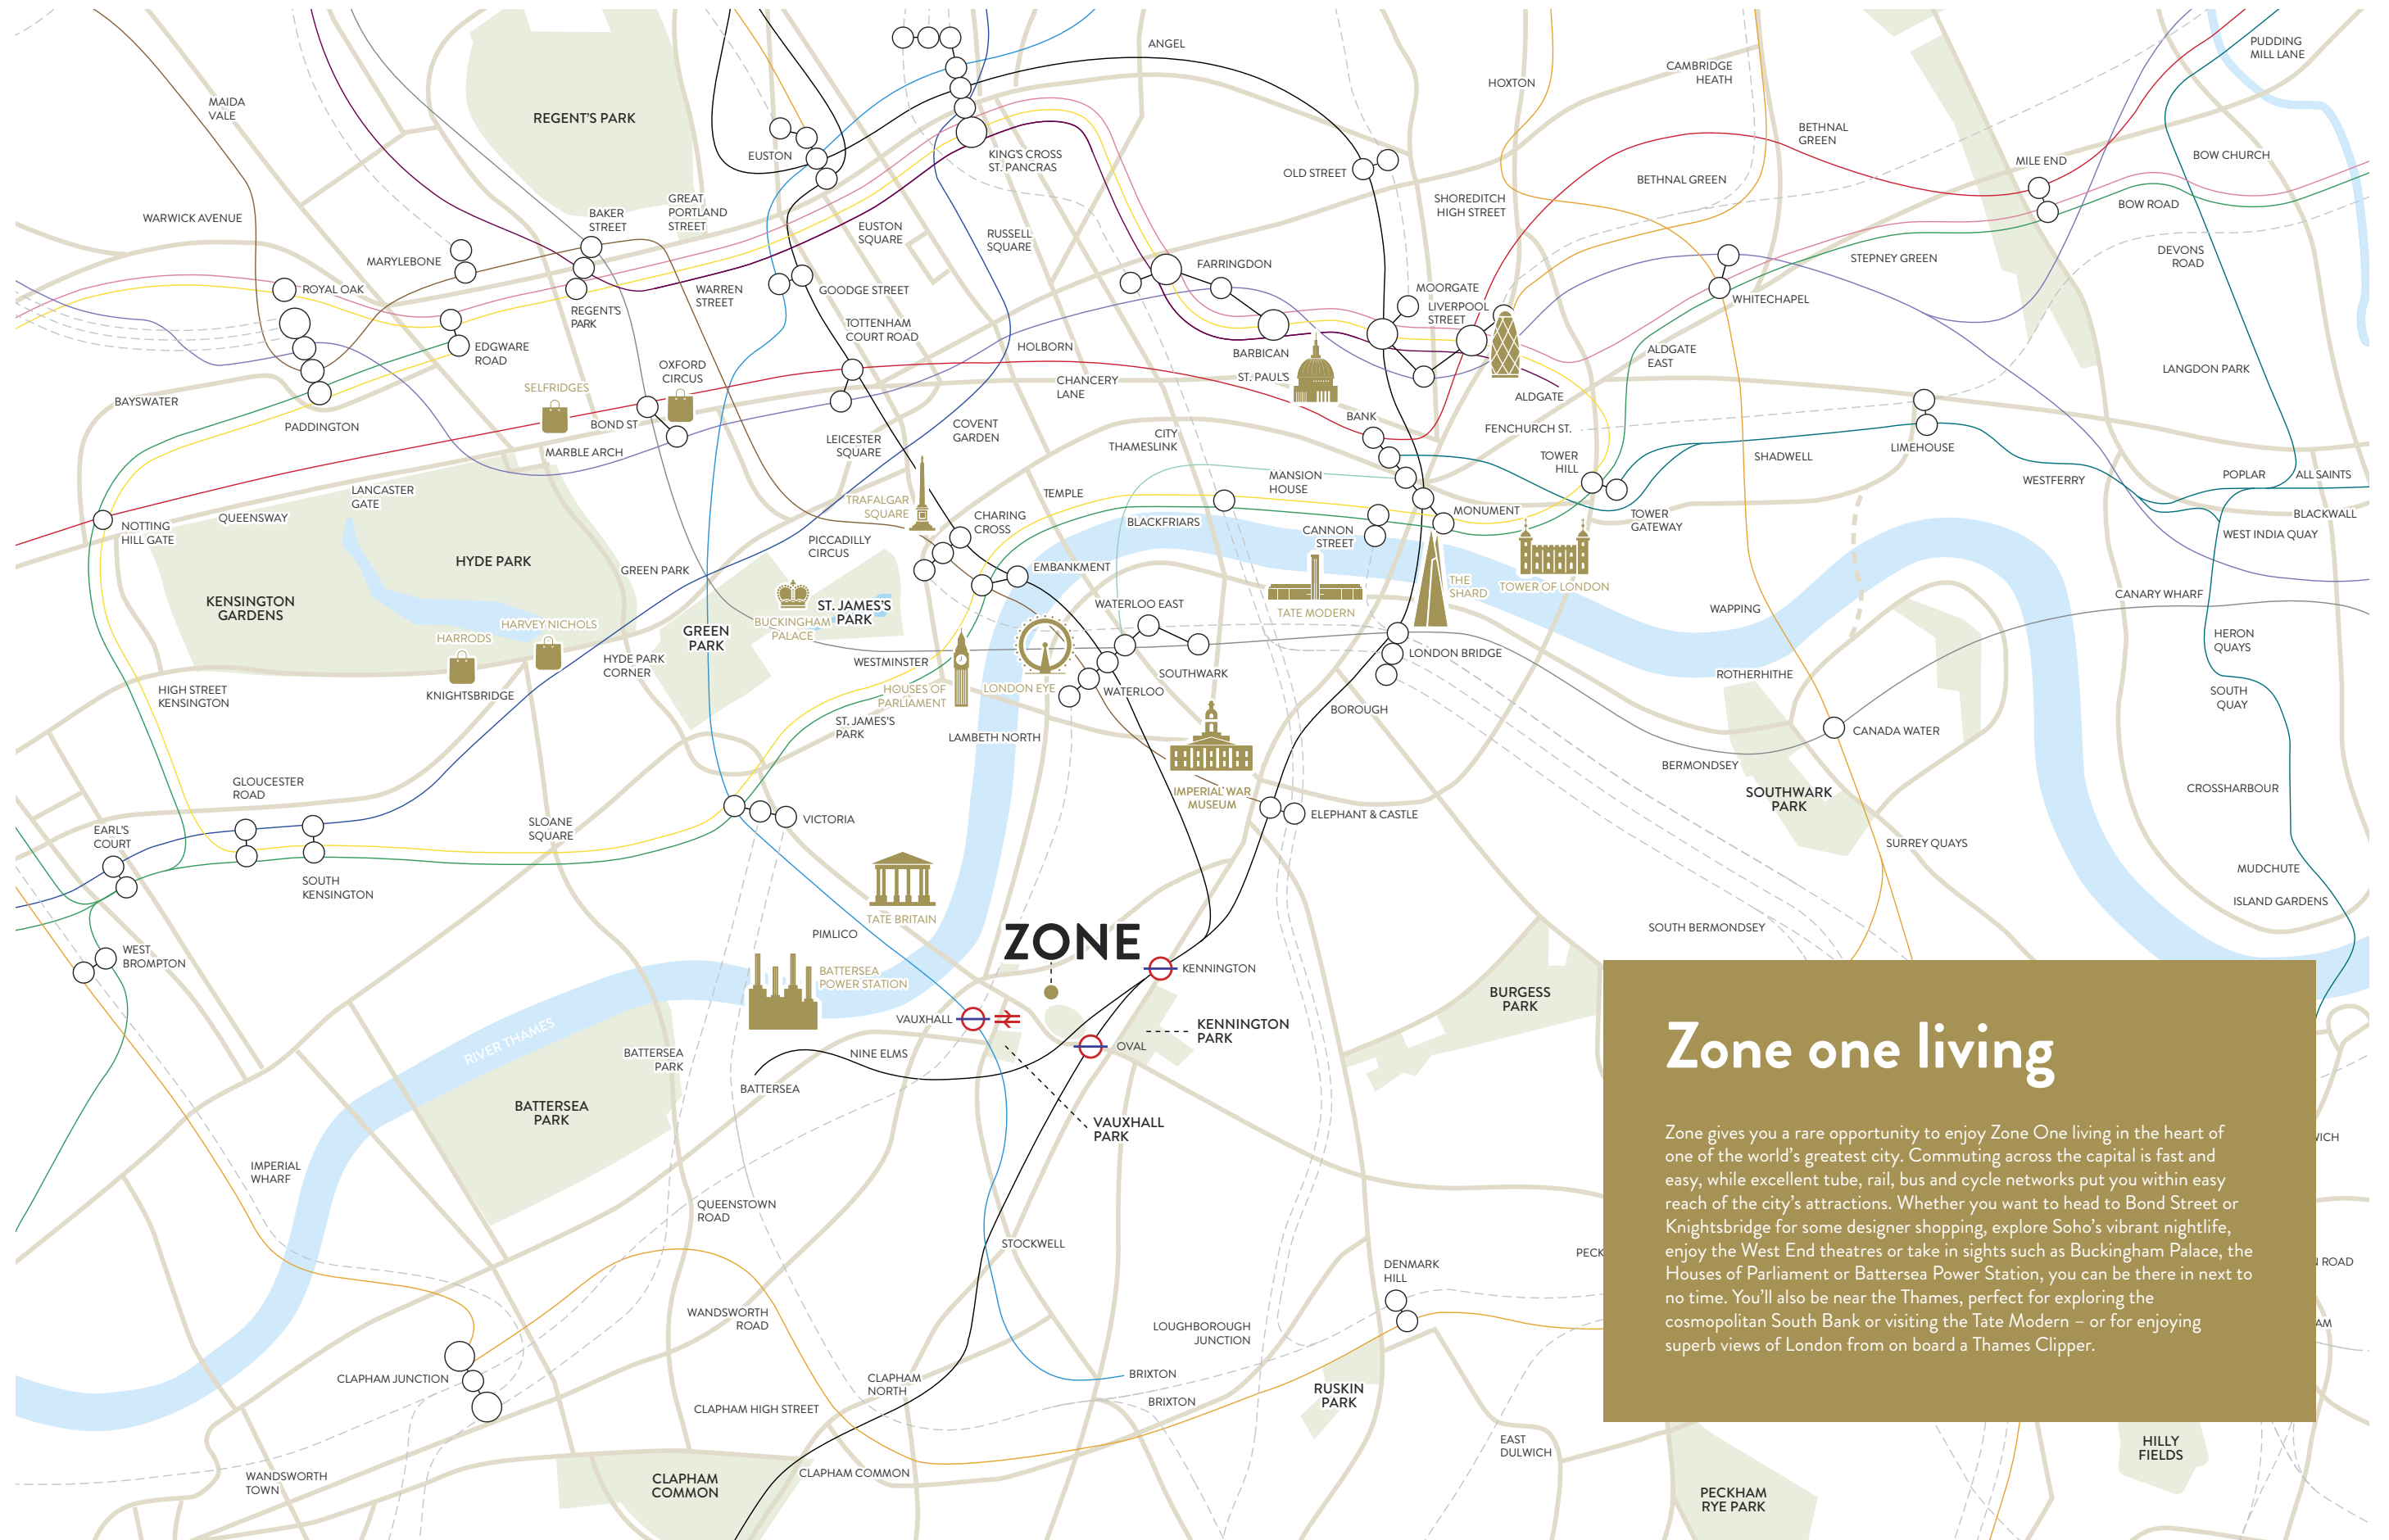 ANGEL
PUDDING
MILL LANE
CAMBRIDGE
HEATH
HOXTON
MAIDA
VALE
REGENT'S PARK
BETHNAL
GREEN
EUSTON
KING'S CROSS
ST. PANCRAS
OLD STREET
MILE END
BOW CHURCH
BETHNAL GREEN
SHOREDITCH
HIGH STREET
BOW ROAD
WARWICK AVENUE
BAKER
STREET
GREAT
PORTLAND
STREET
EUSTON
SQUARE
RUSSELL
SQUARE
MARYLEBONE
FARRINGDON
STEPNEY GREEN
DEVONS
ROAD
ROYAL OAK
WARREN
STREET
GOODGE STREET
MOORGATE
LIVERPOOL
STREET
WHITECHAPEL
REGENT'S
PARK
TOTTENHAM
COURT ROAD
HOLBORN
EDGWARE
ROAD
BARBICAN
ALDGATE
EAST
OXFORD
CIRCUS
SELFRIDGES
CHANCERY
LANE
ST. PAUL'S
LANGDON PARK
BAYSWATER
ALDGATE
PADDINGTON
BOND ST
MARBLE ARCH
COVENT
GARDEN
LEICESTER
SQUARE
CITY
THAMESLINK
BANK
FENCHURCH ST.
TOWER
HILL
SHADWELL
LIMEHOUSE
WESTFERRY
POPLAR
ALL SAINTS
LANCASTER
GATE
QUEENSWAY
NOTTING
HILL GATE
TRAFALGAR
SQUARE
TEMPLE
MANSION
HOUSE
CHARING
CROSS
BLACKFRIARS
CANNON
STREET
MONUMENT
TOWER
GATEWAY
BLACKWALL
WEST INDIA QUAY
PICCADILLY
CIRCUS
HYDE PARK
GREEN PARK
EMBANKMENT
THE
SHARD
TOWER OF LONDON
KENSINGTON
GARDENS
ST. JAMES'S
PARK
BUCKINGHAM
PALACE
WATERLOO EAST
TATE MODERN
WAPPING
CANARY WHARF
HARRODS
HARVEY NICHOLS
GREEN
PARK
HERON
QUAYS
HYDE PARK
CORNER
WESTMINSTER
LONDON BRIDGE
SOUTHWARK
ROTHERHITHE
KNIGHTSBRIDGE
HIGH STREET
KENSINGTON
HOUSES OF
PARLIAMENT
LONDON EYE
WATERLOO
SOUTH
QUAY
BOROUGH
ST. JAMES'S
PARK
LAMBETH NORTH
CANADA WATER
BERMONDSEY
GLOUCESTER
ROAD
IMPERIAL WAR
MUSEUM
SOUTHWARK
PARK
CROSSHARBOUR
EARL'S
COURT
SLOANE
SQUARE
VICTORIA
ELEPHANT & CASTLE
SURREY QUAYS
MUDCHUTE
SOUTH
KENSINGTON
ISLAND GARDENS
TATE BRITAIN
PIMLICO
SOUTH BERMONDSEY
ZONE
WEST
BROMPTON
BATTERSEA
POWER STATION
KENNINGTON
BURGESS
PARK
VAUXHALL
KENNINGTON
PARK
RIVER THAMES
OVAL
NINE ELMS
BATTERSEA
PARK
BATTERSEA
BATTERSEA
PARK
VAUXHALL
PARK
IMPERIAL
WHARF
QUEENSTOWN
ROAD
STOCKWELL
PECK
DENMARK
HILL
WANDSWORTH
ROAD
LOUGHBOROUGH
JUNCTION
CLAPHAM JUNCTION
CLAPHAM
NORTH
BRIXTON
BRIXTON
RUSKIN
PARK
CLAPHAM HIGH STREET
WANDSWORTH
TOWN
CLAPHAM
COMMON
CLAPHAM COMMON
EAST
DULWICH
PECKHAM
RYE PARK
HILLY
FIELDS
WICH
ROAD
AM
Zone one living
Zone gives you a rare opportunity to enjoy Zone One living in the heart of
one of the world's greatest city. Commuting across the capital is fast and
easy, while excellent tube, rail, bus and cycle networks put you within easy
reach of the city's attractions. Whether you want to head to Bond Street or
Knightsbridge for some designer shopping, explore Soho's vibrant nightlife,
enjoy the West End theatres or take in sights such as Buckingham Palace, the
Houses of Parliament or Battersea Power Station, you can be there in next to
no time. You'll also be near the Thames, perfect for exploring the
cosmopolitan South Bank or visiting the Tate Modern – or for enjoying
superb views of London from on board a Thames Clipper.